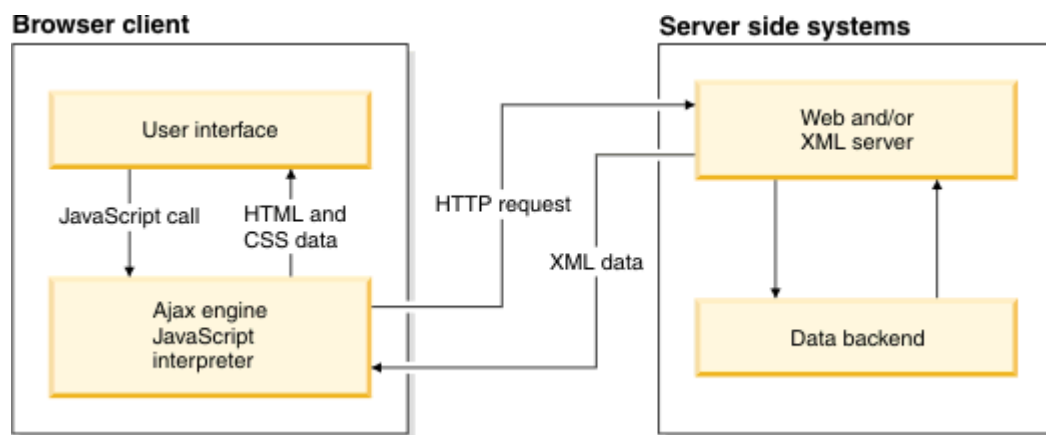 Browser client
Server side systems
User interface
Web and/or
XML server
JavaScript call
HTML and
CSS data
HTTP request
XML data
Ajax engine
JavaScript
interpreter
Data backend